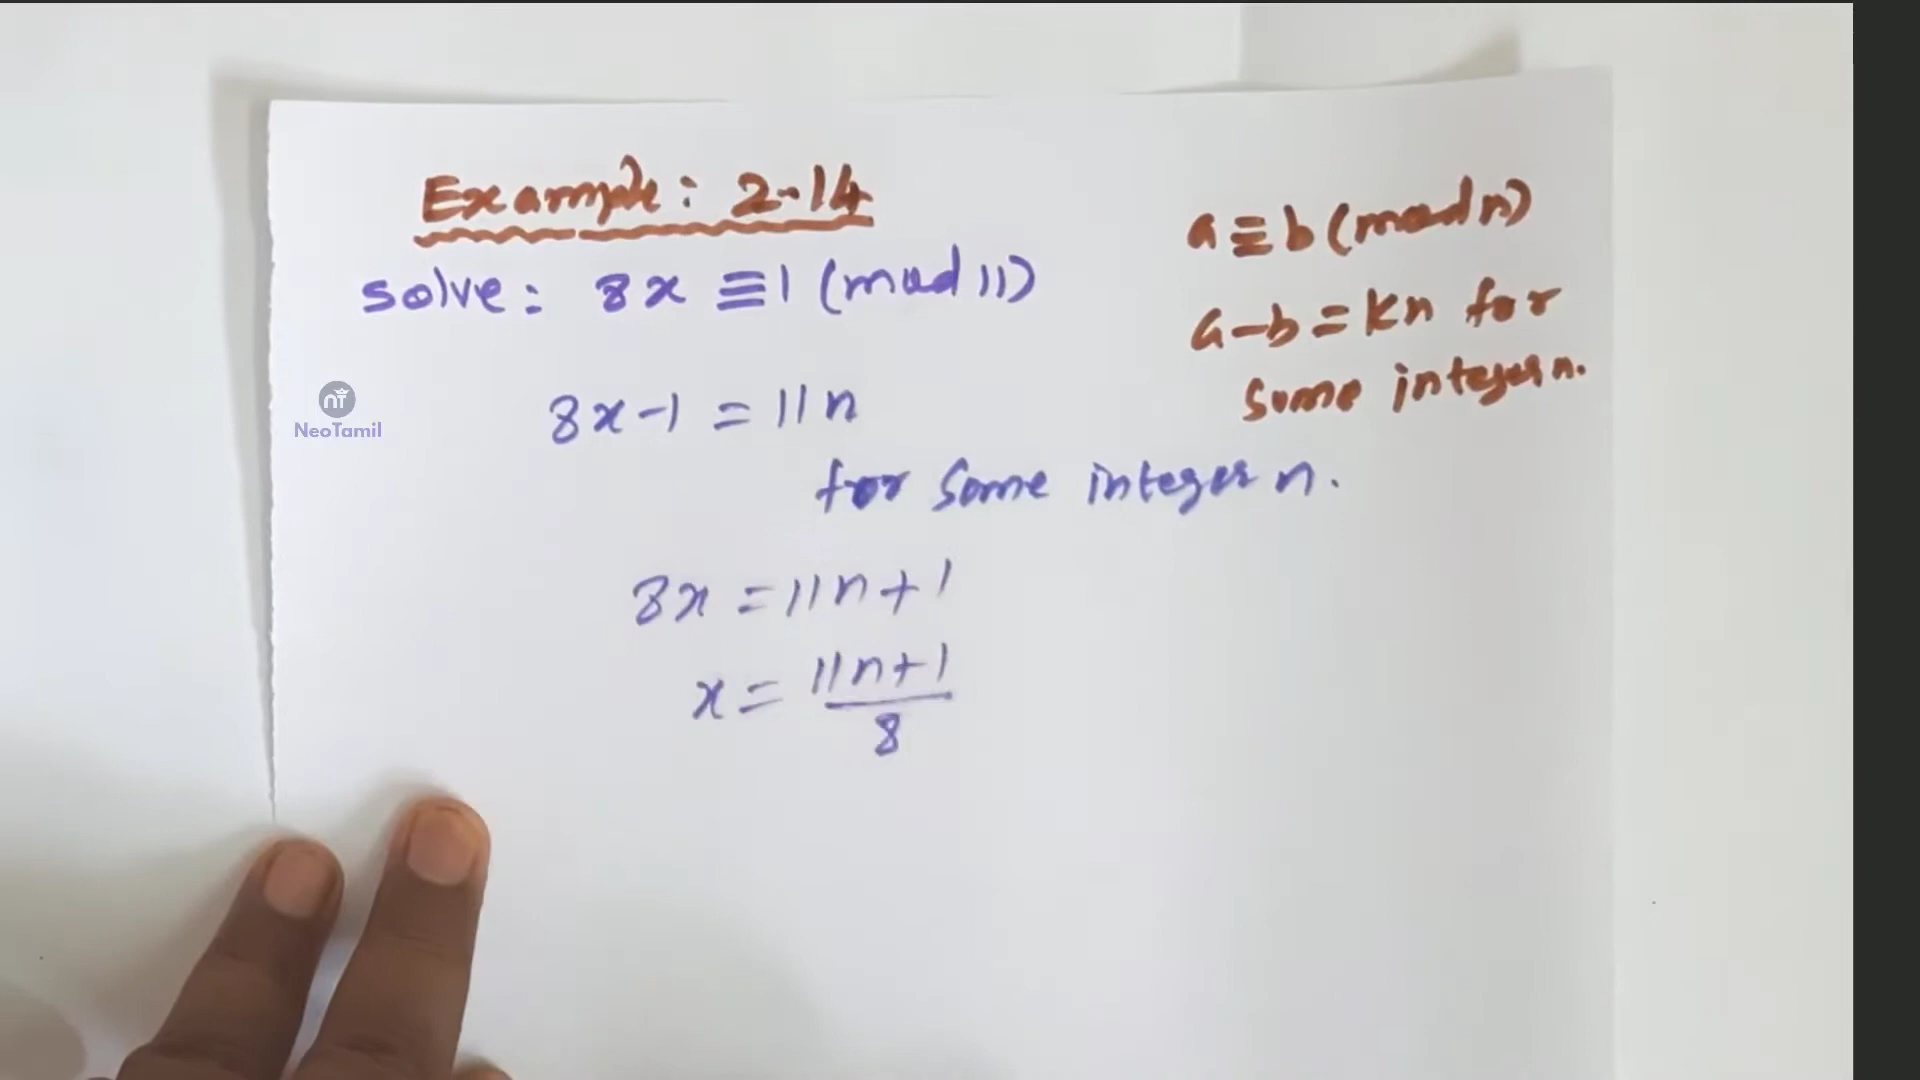 Example: 2.14
solve: 8x ≡ 1 (mod 11)
8x-1 = 11n
for some integer n.
8x = 11n+1
x = 11n+1
8
a ≡ b (mod n)
a-b = kn for
some integer n.
nT
NeoTamil